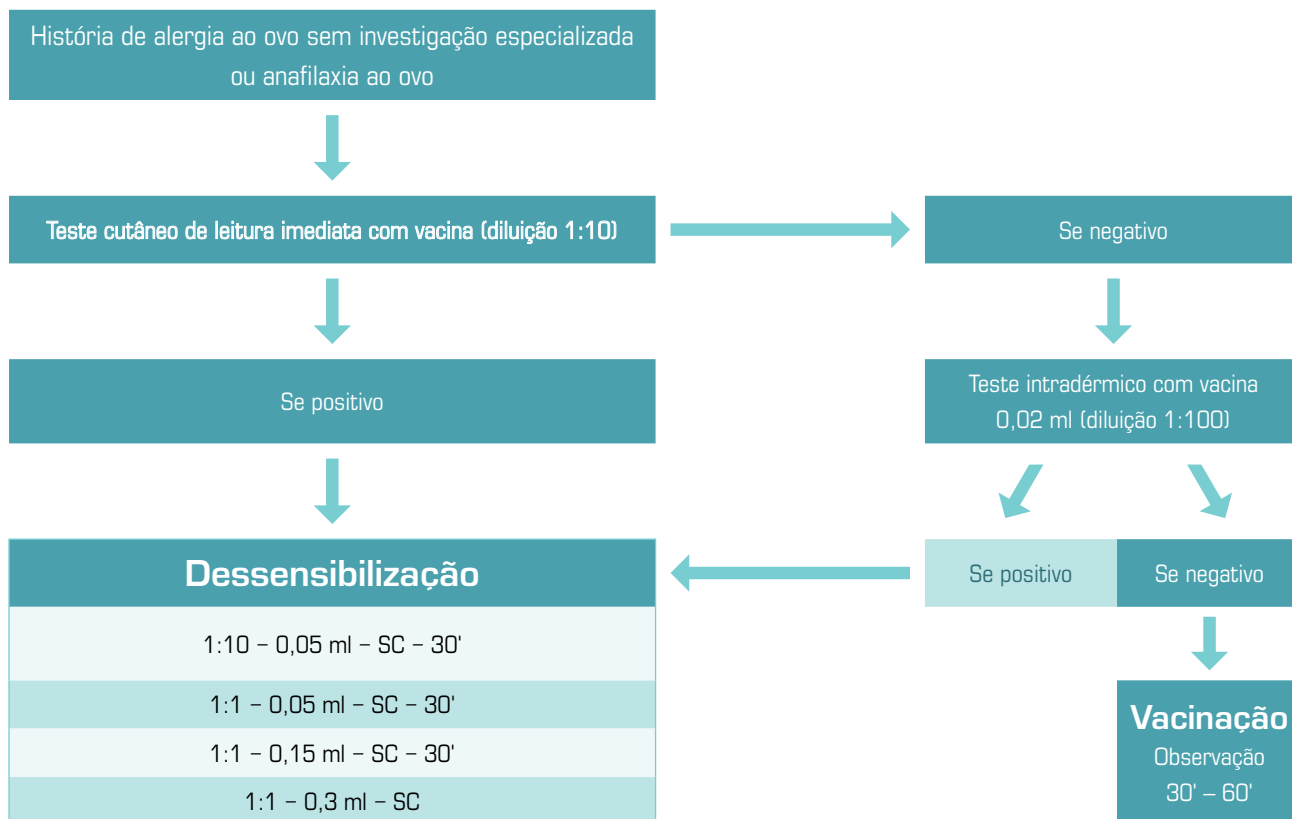 História de alergia ao ovo sem investigação especializada
ou anafilaxia ao ovo
Teste cutâneo de leitura imediata com vacina (diluição 1:10)
Se negativo
Se positivo
Teste intradérmico com vacina
0,02 ml (diluição 1:100)
Se positivo
Se negativo
Dessensibilização
1:10 – 0,05 ml – SC – 30'
1:1 – 0,05 ml – SC – 30'
1:1 – 0,15 ml – SC – 30'
1:1 – 0,3 ml – SC
Vacinação
Observação
30' – 60'